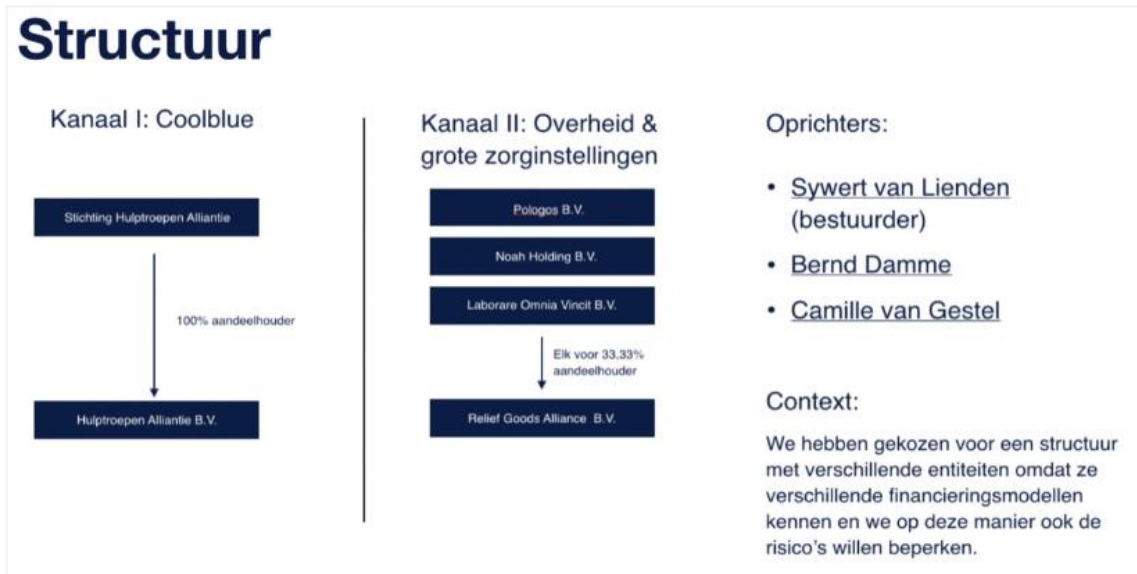 Structuur
Kanaal I: Coolblue
Stichting Hulptroepen Alliantie
100% aandeelhouder
Hulptroepen Alliantie B.V.
Kanaal II: Overheid &
grote zorginstellingen
Pologos B.V.
Noah Holding B.V.
Laborare Omnia Vincit B.V.
Elk voor 33,33%
aandeelhouder
Relief Goods Alliance B.V.
Oprichters:
• Sywert van Lienden
(bestuurder)
• Bernd Damme
• Camille van Gestel
Context:
We hebben gekozen voor een structuur
met verschillende entiteiten omdat ze
verschillende financieringsmodellen
kennen en we op deze manier ook de
risico's willen beperken.